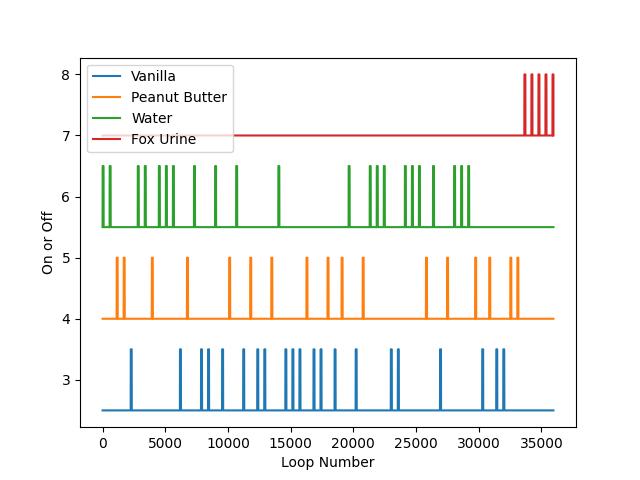 Vanilla
Peanut Butter
Water
Fox Urine
On or Off
8
7
6
5
4
3
0 5000 10000 15000 20000 25000 30000 35000
Loop Number